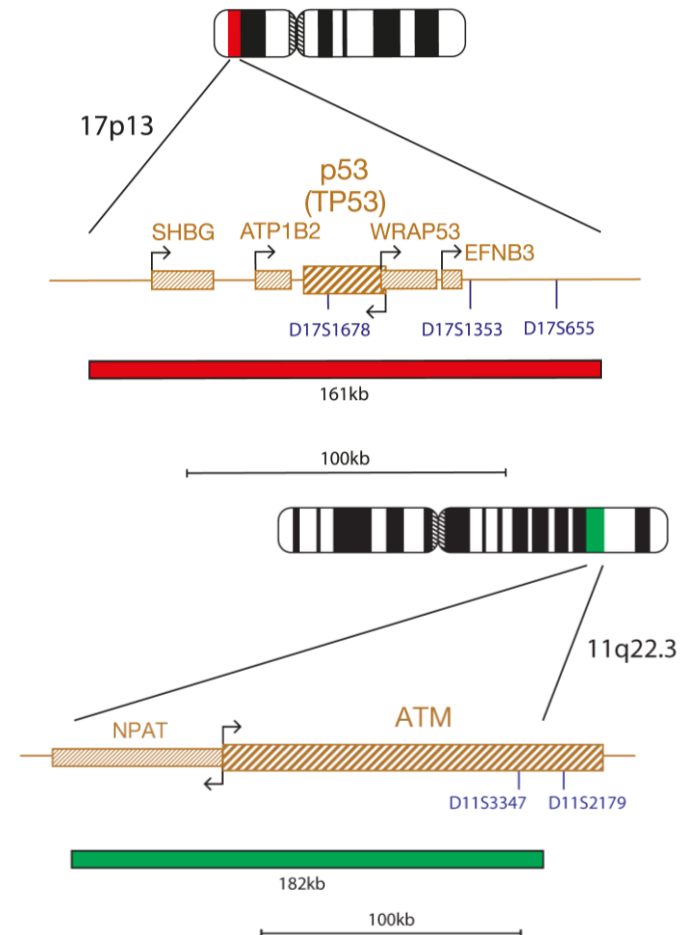 17p13
p53
(TP53)
SHBG
ATP1B2
WRAP53
EFNB3
D17S1678
D17S1353
D17S655
161kb
100kb
11q22.3
NPAT
ATM
D11S3347
D11S2179
182kb
100kb